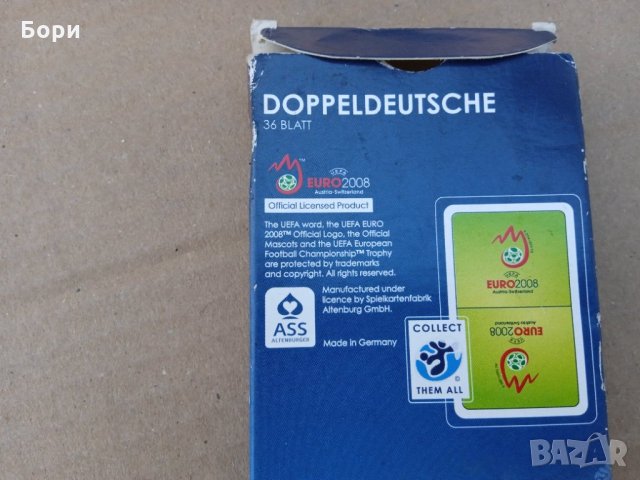 Бори
DOPPELDEUTSCHE
36 BLATT
UEFA
EURO2008
Austria-Switzerland
Official Licensed Product
The UEFA word, the UEFA EURO
2008™ Official Logo, the Official
Mascots and the UEFA European
Football Championship™ Trophy
are protected by trademarks
and copyright. All rights reserved.
Manufactured under
licence by Spielkartenfabrik
Altenburg GmbH.
ASS
ALTENBURGER
Made in Germany
COLLECT
THEM ALL
UEFA
EURO2008
Austria-Switzerland
EURO2008
Austria-Switzerland
BAZAR